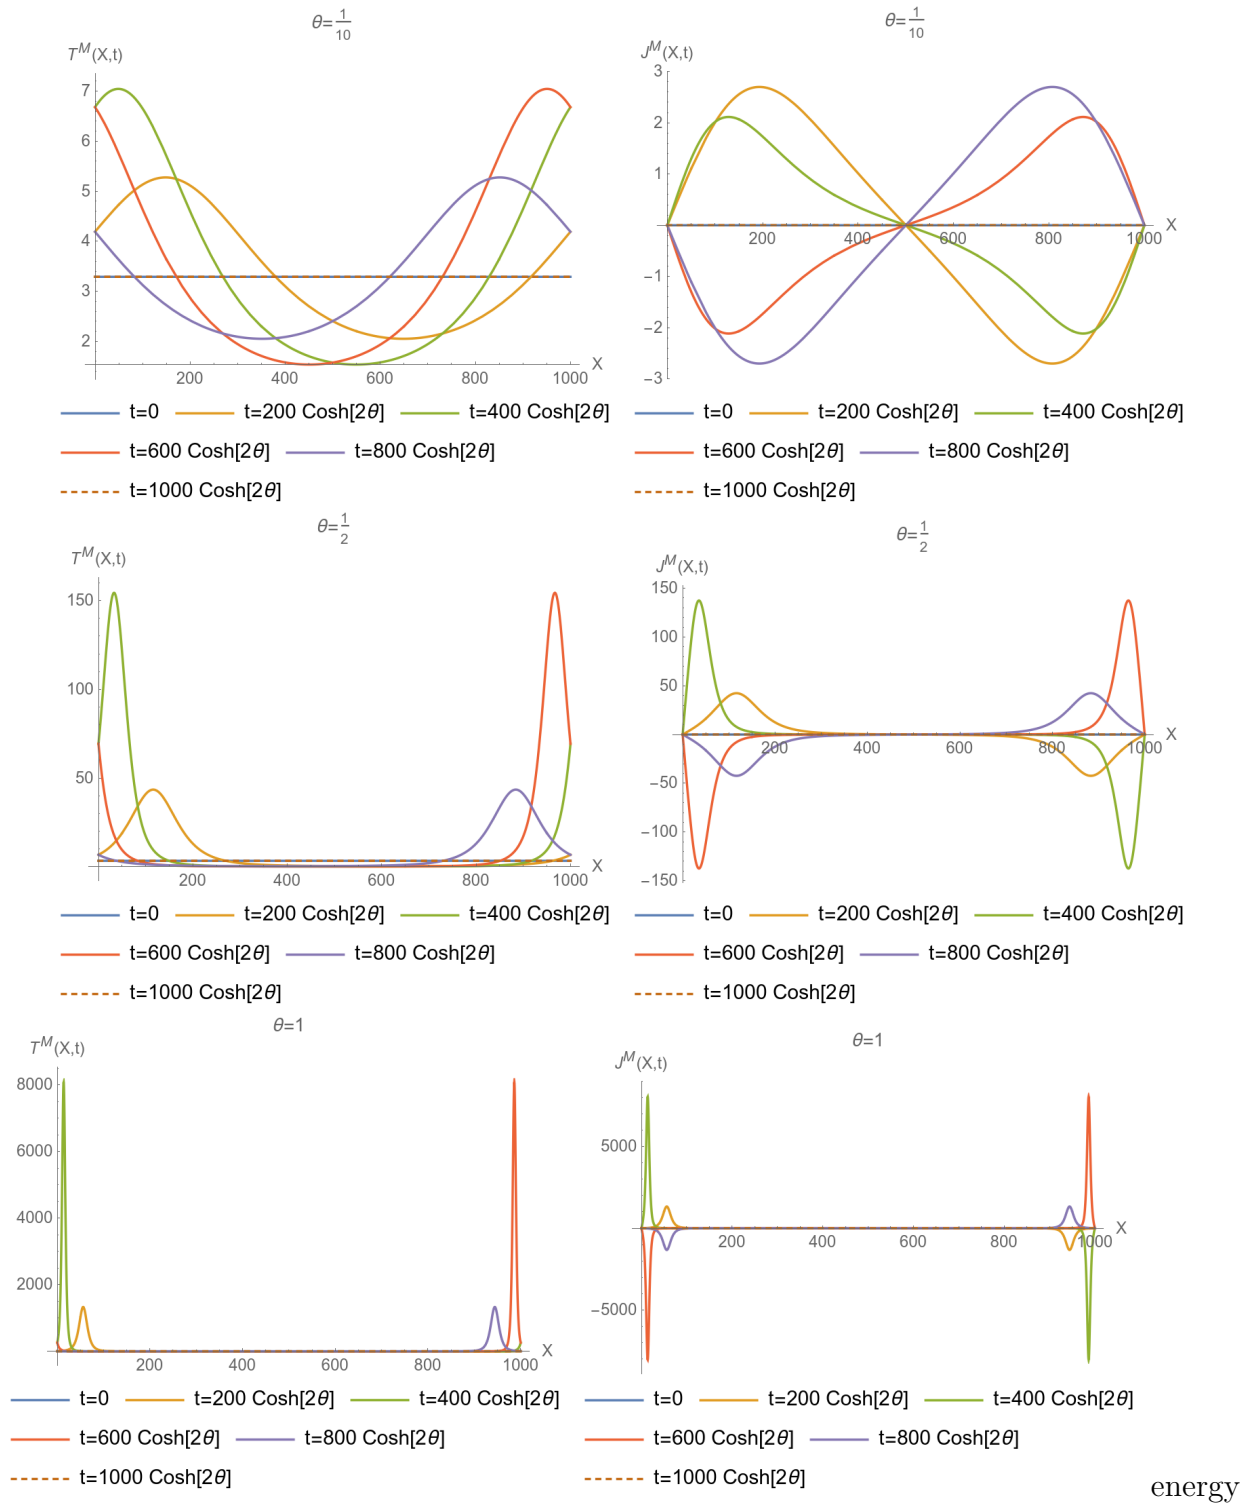 θ=1/10
T^M(X,t)
7
6
5
4
3
2
200 400 600 800 1000 X
t=0 t=200 Cosh[2θ] t=400 Cosh[2θ]
t=600 Cosh[2θ] t=800 Cosh[2θ]
t=1000 Cosh[2θ]
θ=1/10
J^M(X,t)
3
2
1
200 400 600 800 1000 X
−1
−2
−3
t=0 t=200 Cosh[2θ] t=400 Cosh[2θ]
t=600 Cosh[2θ] t=800 Cosh[2θ]
t=1000 Cosh[2θ]
θ=1/2
T^M(X,t)
150
100
50
200 400 600 800 1000 X
t=0 t=200 Cosh[2θ] t=400 Cosh[2θ]
t=600 Cosh[2θ] t=800 Cosh[2θ]
t=1000 Cosh[2θ]
θ=1/2
J^M(X,t)
150
100
50
200 400 600 800 1000 X
−50
−100
−150
t=0 t=200 Cosh[2θ] t=400 Cosh[2θ]
t=600 Cosh[2θ] t=800 Cosh[2θ]
t=1000 Cosh[2θ]
θ=1
T^M(X,t)
8000
6000
4000
2000
200 400 600 800 1000 X
t=0 t=200 Cosh[2θ] t=400 Cosh[2θ]
t=600 Cosh[2θ] t=800 Cosh[2θ]
t=1000 Cosh[2θ]
θ=1
J^M(X,t)
5000
200 400 600 800 1000 X
−5000
t=0 t=200 Cosh[2θ] t=400 Cosh[2θ]
t=600 Cosh[2θ] t=800 Cosh[2θ]
t=1000 Cosh[2θ]
energy